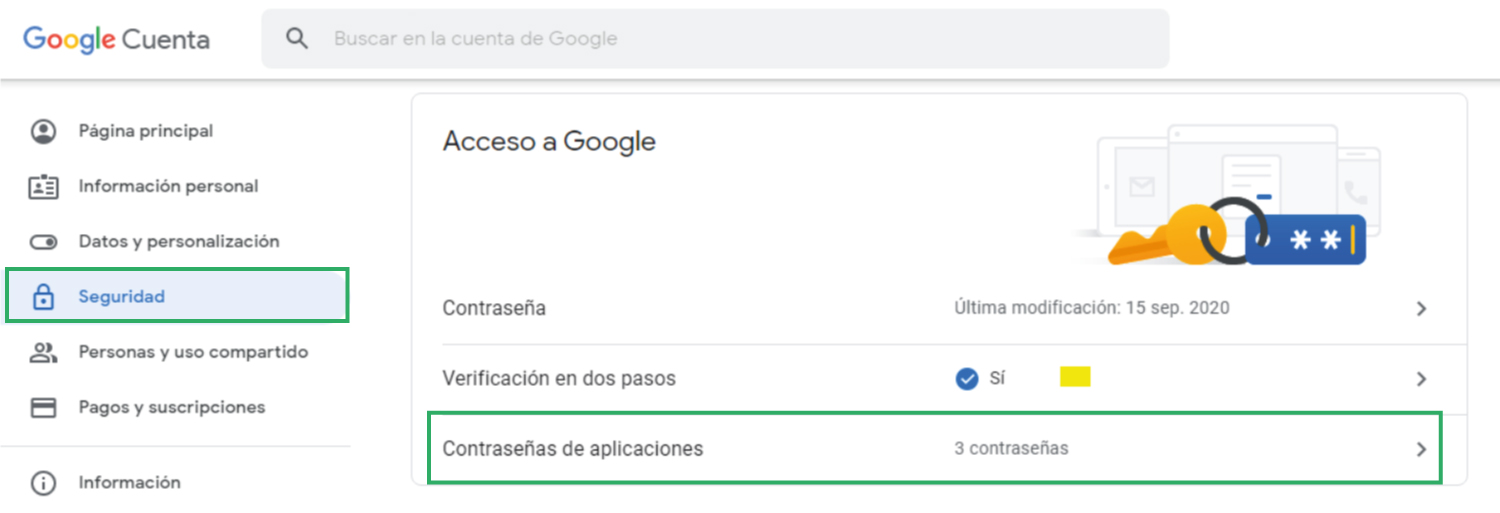 Google Cuenta
Buscar en la cuenta de Google
Página principal
Información personal
Datos y personalización
Seguridad
Personas y uso compartido
Pagos y suscripciones
Información
Acceso a Google
Contraseña Última modificación: 15 sep. 2020
Verificación en dos pasos Sí
Contraseñas de aplicaciones 3 contraseñas